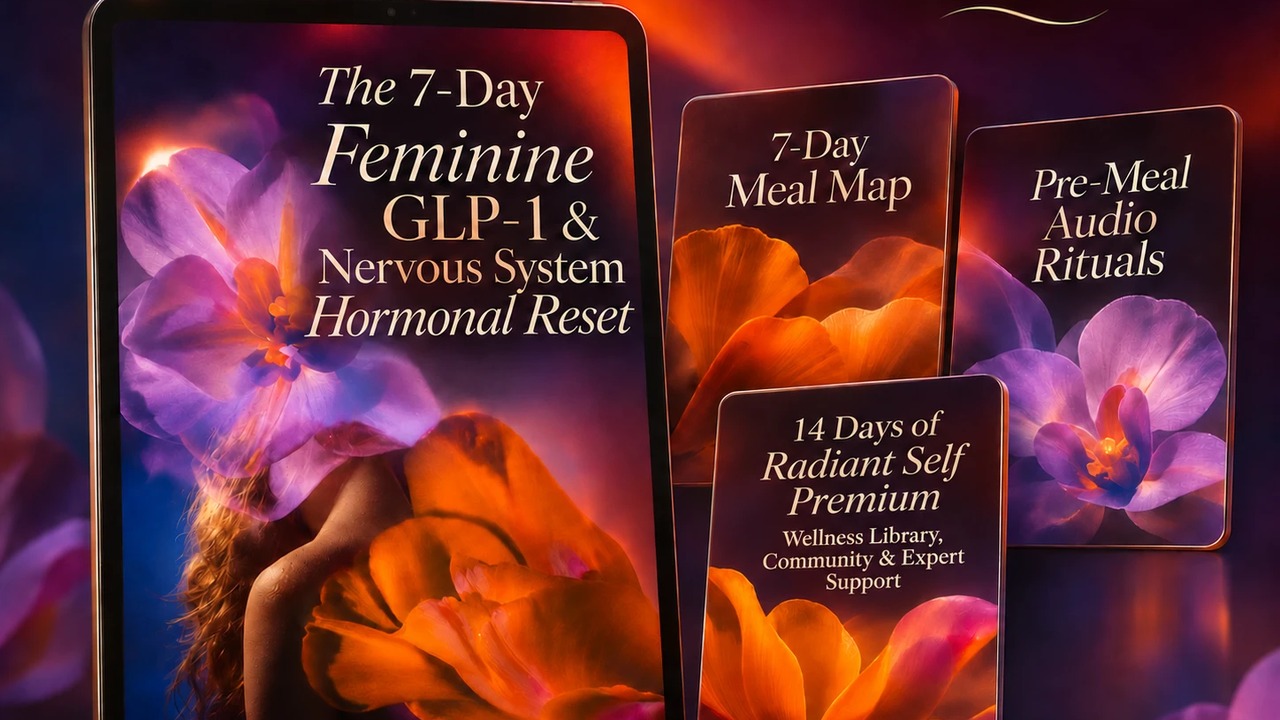 The 7-Day
Feminine
GLP-1 &
Nervous System
Hormonal Reset
7-Day
Meal Map
Pre-Meal
Audio
Rituals
14 Days of
Radiant Self
Premium
Wellness Library,
Community & Expert
Support